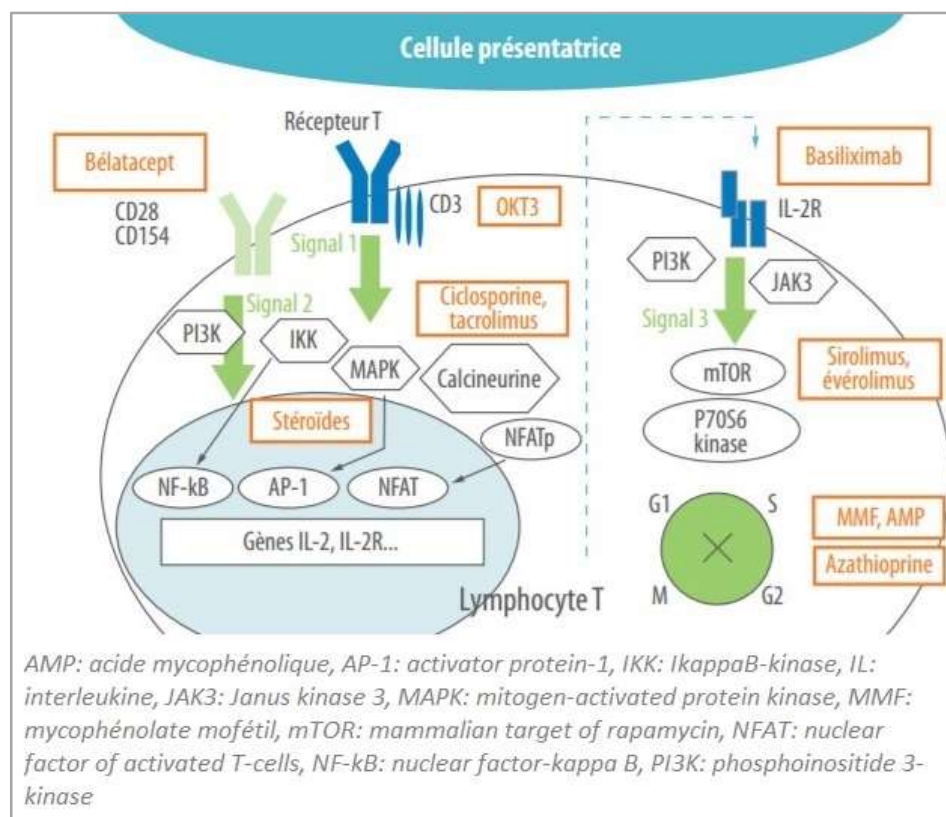 Cellule présentatrice
Récepteur T
Bélatacept
Basiliximab
CD28
CD154
CD3
OKT3
IL-2R
Signal 1
PI3K
JAK3
Signal 2
Ciclosporine,
tacrolimus
Signal 3
PI3K
IKK
MAPK
Calcineurine
mTOR
Sirolimus,
évérolimus
Stéroïdes
NFATp
P70S6
kinase
NF-kB
AP-1
NFAT
Gènes IL-2, IL-2R...
G1
S
MMF, AMP
Azathioprine
M
G2
Lymphocyte T
AMP: acide mycophénolique, AP-1: activator protein-1, IKK: IkappaB-kinase, IL:
interleukine, JAK3: Janus kinase 3, MAPK: mitogen-activated protein kinase, MMF:
mycophénolate mofétil, mTOR: mammalian target of rapamycin, NFAT: nuclear
factor of activated T-cells, NF-kB: nuclear factor-kappa B, PI3K: phosphoinositide 3-
kinase